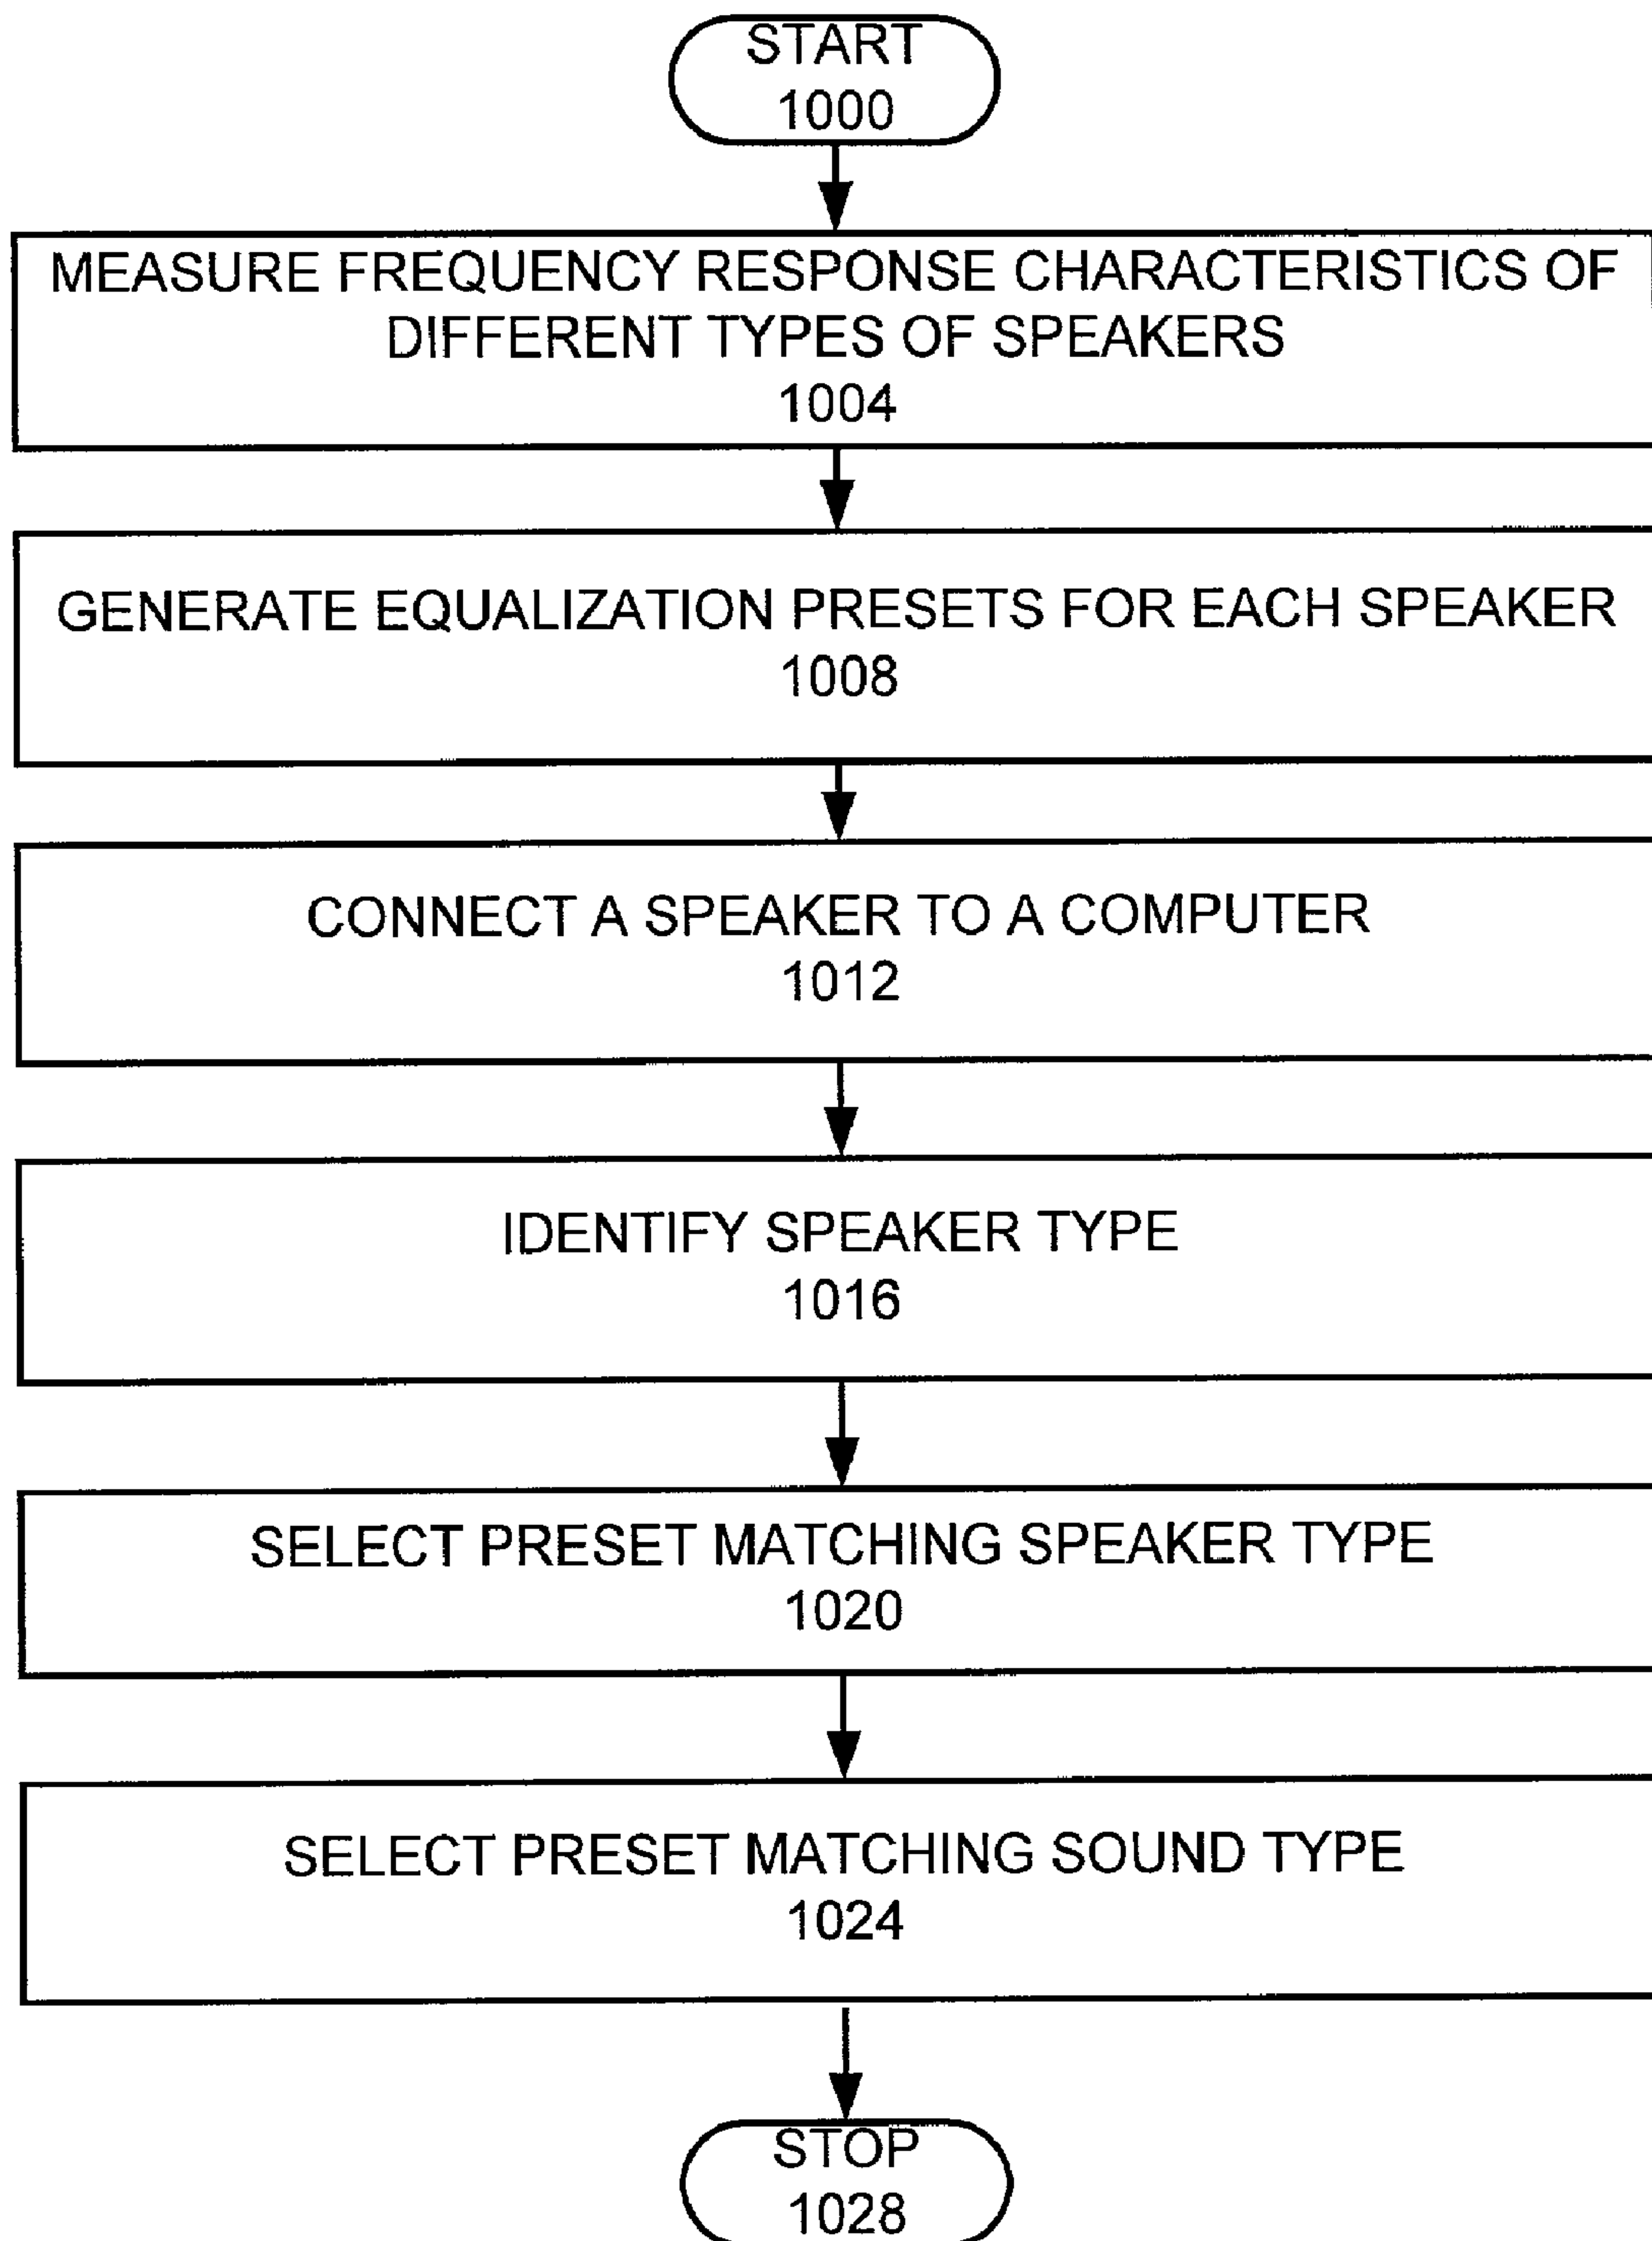 START
1000
MEASURE FREQUENCY RESPONSE CHARACTERISTICS OF
DIFFERENT TYPES OF SPEAKERS
1004
GENERATE EQUALIZATION PRESETS FOR EACH SPEAKER
1008
CONNECT A SPEAKER TO A COMPUTER
1012
IDENTIFY SPEAKER TYPE
1016
SELECT PRESET MATCHING SPEAKER TYPE
1020
SELECT PRESET MATCHING SOUND TYPE
1024
STOP
1028